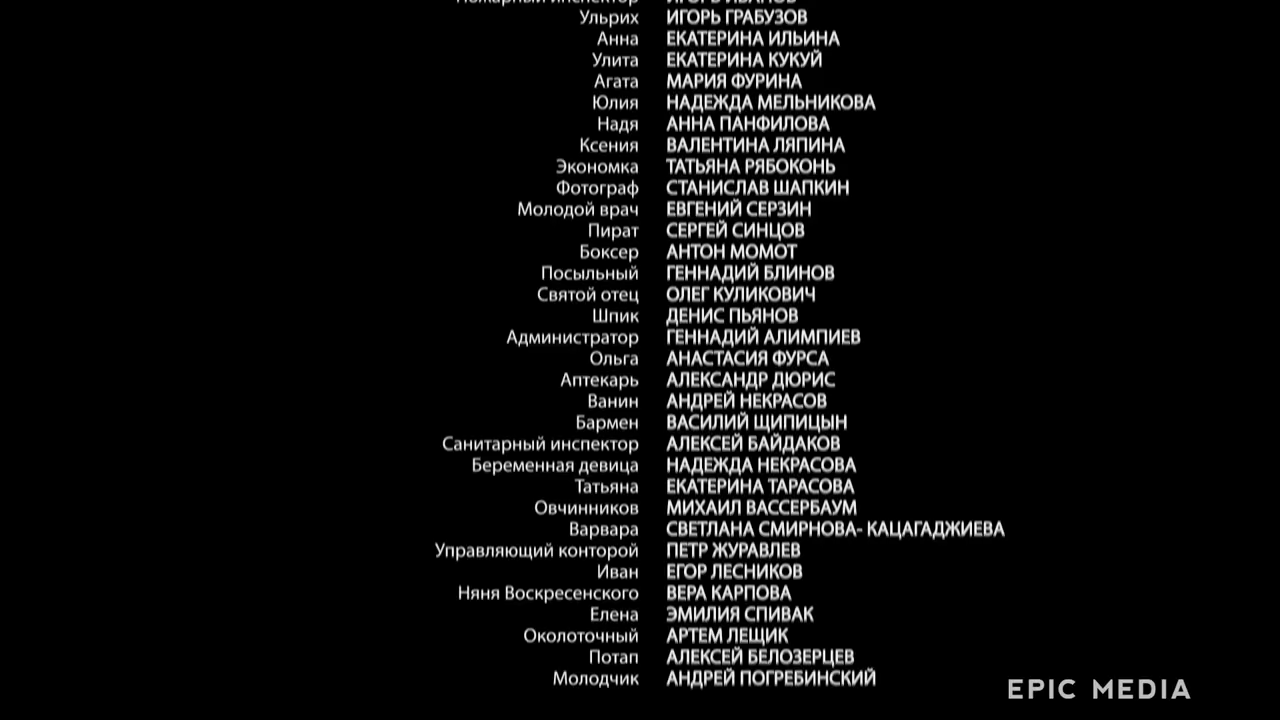 Пожарный инспектор ИГОРЬ ИВАНОВ
Ульрих ИГОРЬ ГРАБУЗОВ
Анна ЕКАТЕРИНА ИЛЬИНА
Улита ЕКАТЕРИНА КУКУЙ
Агата МАРИЯ ФУРИНА
Юлия НАДЕЖДА МЕЛЬНИКОВА
Надя АННА ПАНФИЛОВА
Ксения ВАЛЕНТИНА ЛЯПИНА
Экономка ТАТЬЯНА РЯБОКОНЬ
Фотограф СТАНИСЛАВ ШАПКИН
Молодой врач ЕВГЕНИЙ СЕРЗИН
Пират СЕРГЕЙ СИНЦОВ
Боксер АНТОН МОМОТ
Посыльный ГЕННАДИЙ БЛИНОВ
Святой отец ОЛЕГ КУЛИКОВИЧ
Шпик ДЕНИС ПЬЯНОВ
Администратор ГЕННАДИЙ АЛИМПИЕВ
Ольга АНАСТАСИЯ ФУРСА
Аптекарь АЛЕКСАНДР ДЮРИС
Ванин АНДРЕЙ НЕКРАСОВ
Бармен ВАСИЛИЙ ЩИПИЦЫН
Санитарный инспектор АЛЕКСЕЙ БАЙДАКОВ
Беременная девица НАДЕЖДА НЕКРАСОВА
Татьяна ЕКАТЕРИНА ТАРАСОВА
Овчинников МИХАИЛ ВАССЕРБАУМ
Варвара СВЕТЛАНА СМИРНОВА- КАЦАГАДЖИЕВА
Управляющий конторой ПЕТР ЖУРАВЛЕВ
Иван ЕГОР ЛЕСНИКОВ
Няня Воскресенского ВЕРА КАРПОВА
Елена ЭМИЛИЯ СПИВАК
Околоточный АРТЕМ ЛЕЩИК
Потап АЛЕКСЕЙ БЕЛОЗЕРЦЕВ
Молодчик АНДРЕЙ ПОГРЕБИНСКИЙ
EPIC MEDIA